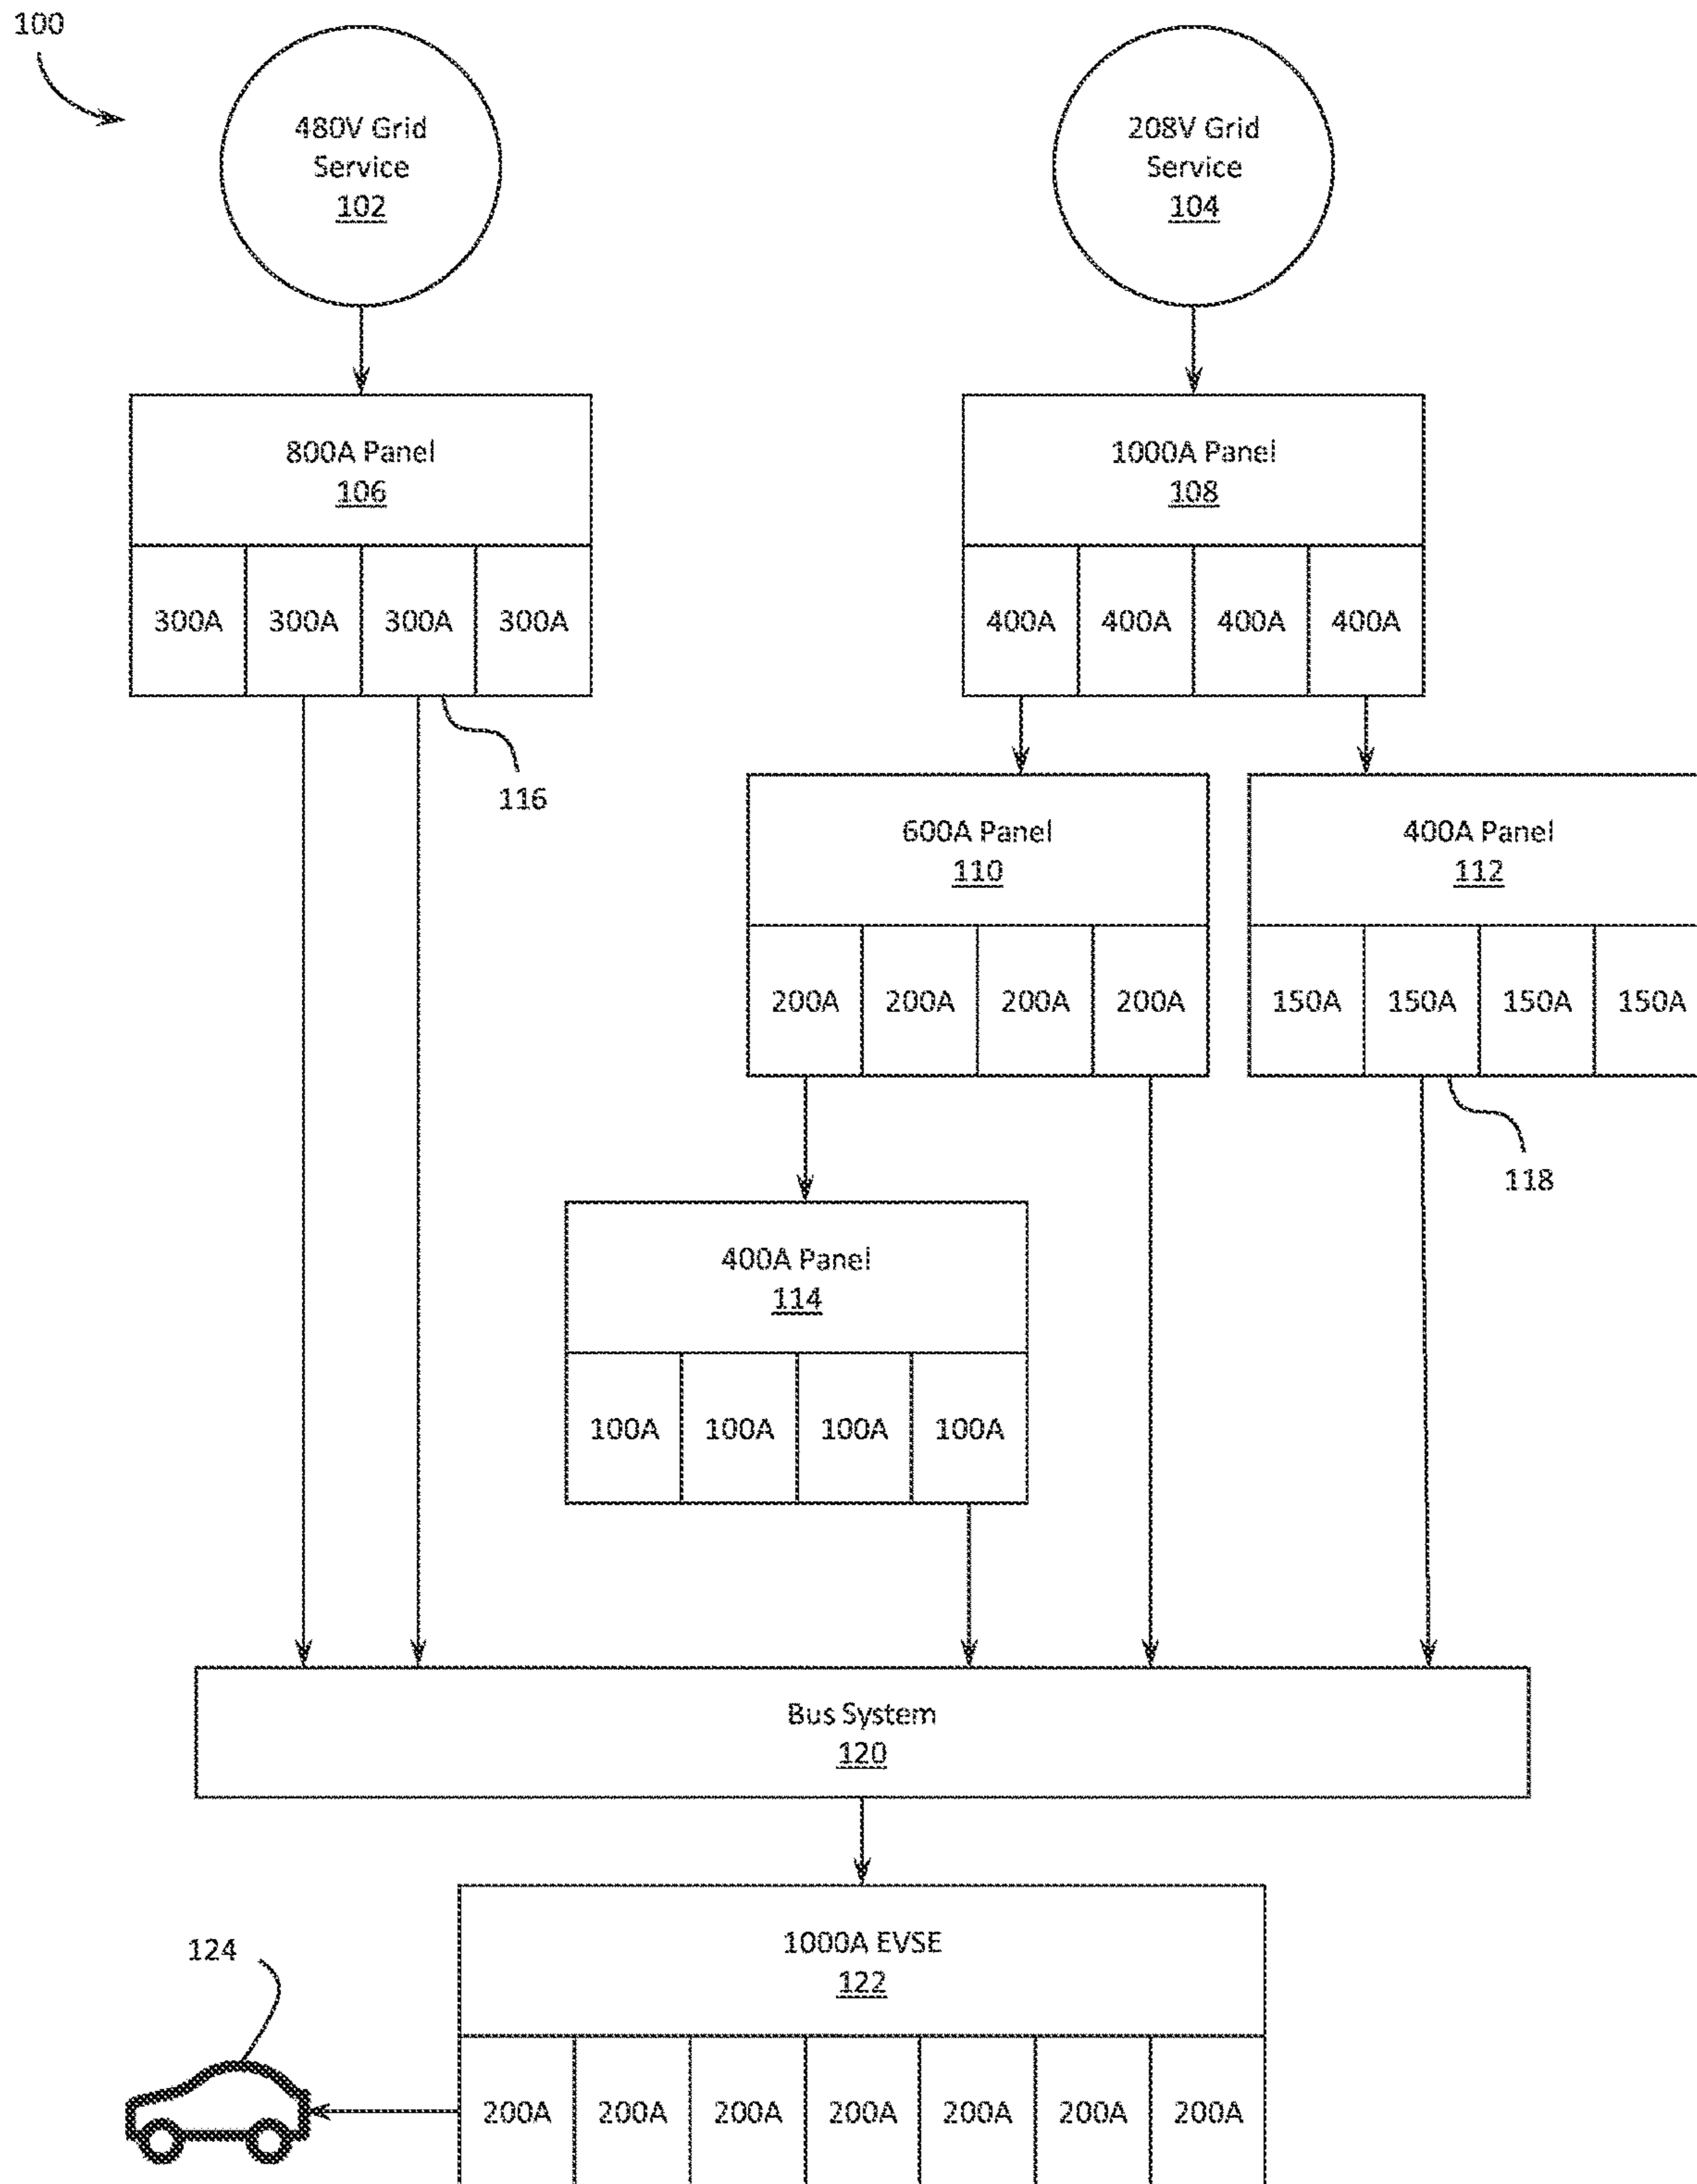 100
480V Grid
Service
102
208V Grid
Service
104
800A Panel
106
300A 300A 300A 300A
1000A Panel
108
400A 400A 400A 400A
116
600A Panel
110
200A 200A 200A 200A
400A Panel
112
150A 150A 150A 150A
118
400A Panel
114
100A 100A 100A 100A
Bus System
120
1000A EVSE
122
124
200A 200A 200A 200A 200A 200A 200A